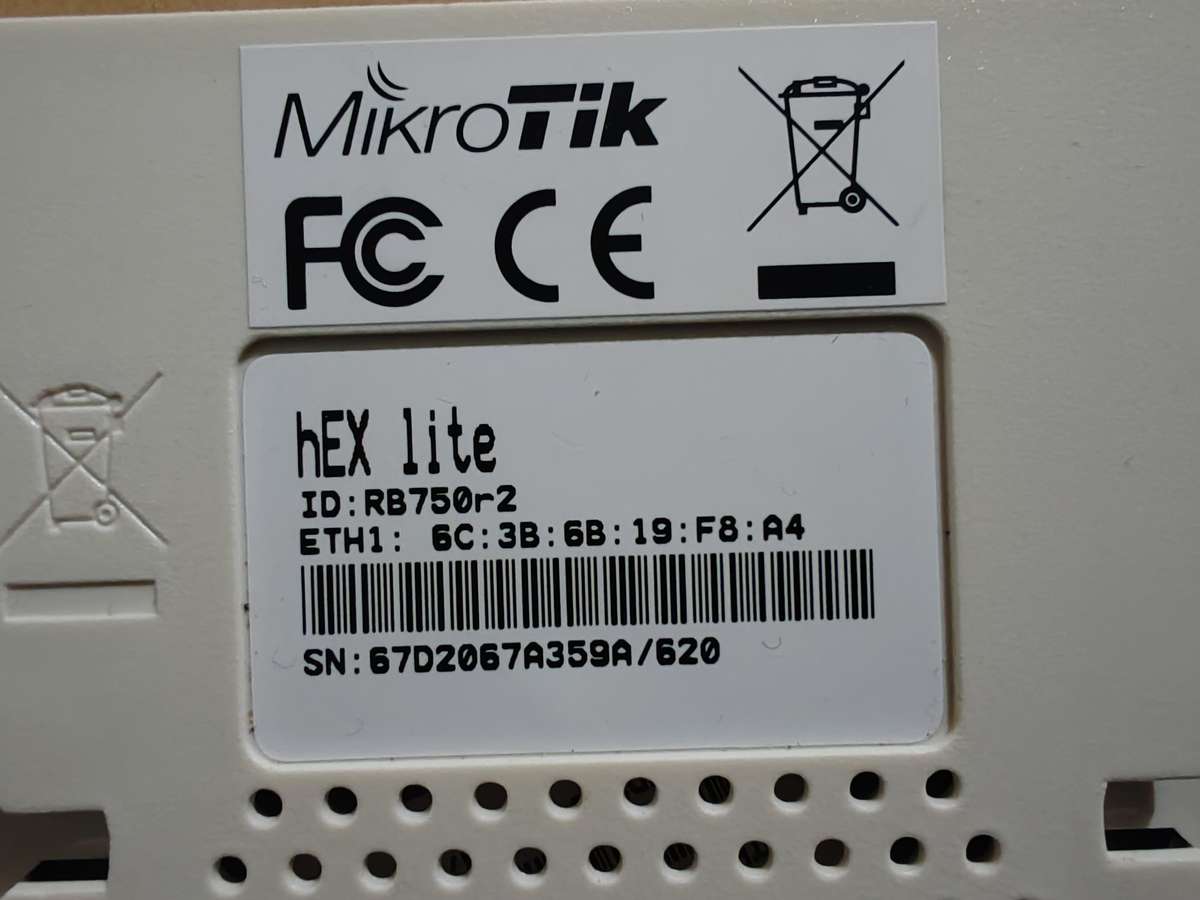 MikroTik
FC CE
hEX lite
ID:RB750r2
ETH1: 6C:3B:6B:19:F8:A4
SN:67D2067A359A/620